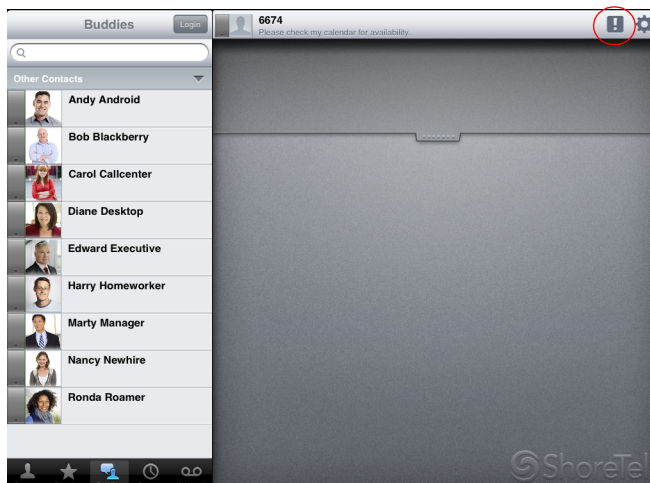 Buddies
Login
6674
Please check my calendar for availability.
Other Contacts
Andy Android
Bob Blackberry
Carol Callcenter
Diane Desktop
Edward Executive
Harry Homeworker
Marty Manager
Nancy Newhire
Ronda Roamer
ShoreTel